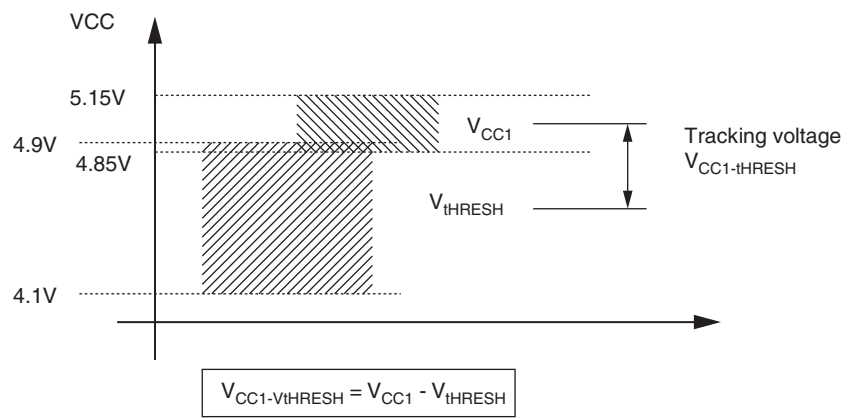 VCC
5.15V
4.9V
4.85V
4.1V
V_CC1
V_tHRESH
Tracking voltage
V_CC1-tHRESH
V_CC1-VtHRESH = V_CC1 - V_tHRESH